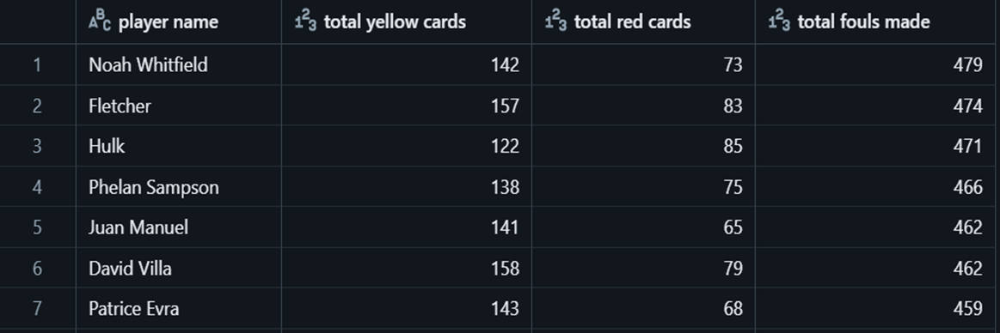 player name total yellow cards total red cards total fouls made
1 Noah Whitfield 142 73 479
2 Fletcher 157 83 474
3 Hulk 122 85 471
4 Phelan Sampson 138 75 466
5 Juan Manuel 141 65 462
6 David Villa 158 79 462
7 Patrice Evra 143 68 459